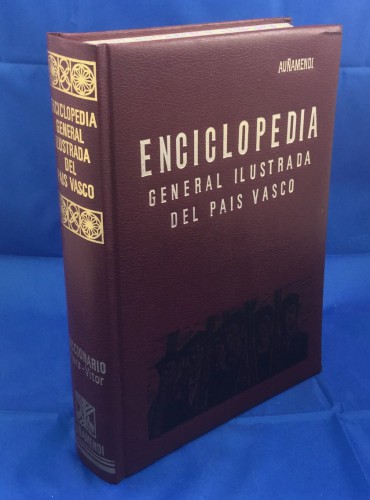 AUÑAMENDI
ENCICLOPEDIA
GENERAL ILUSTRADA
DEL PAIS VASCO
ENCICLOPEDIA
GENERAL
ILUSTRADA
DEL
PAIS VASCO